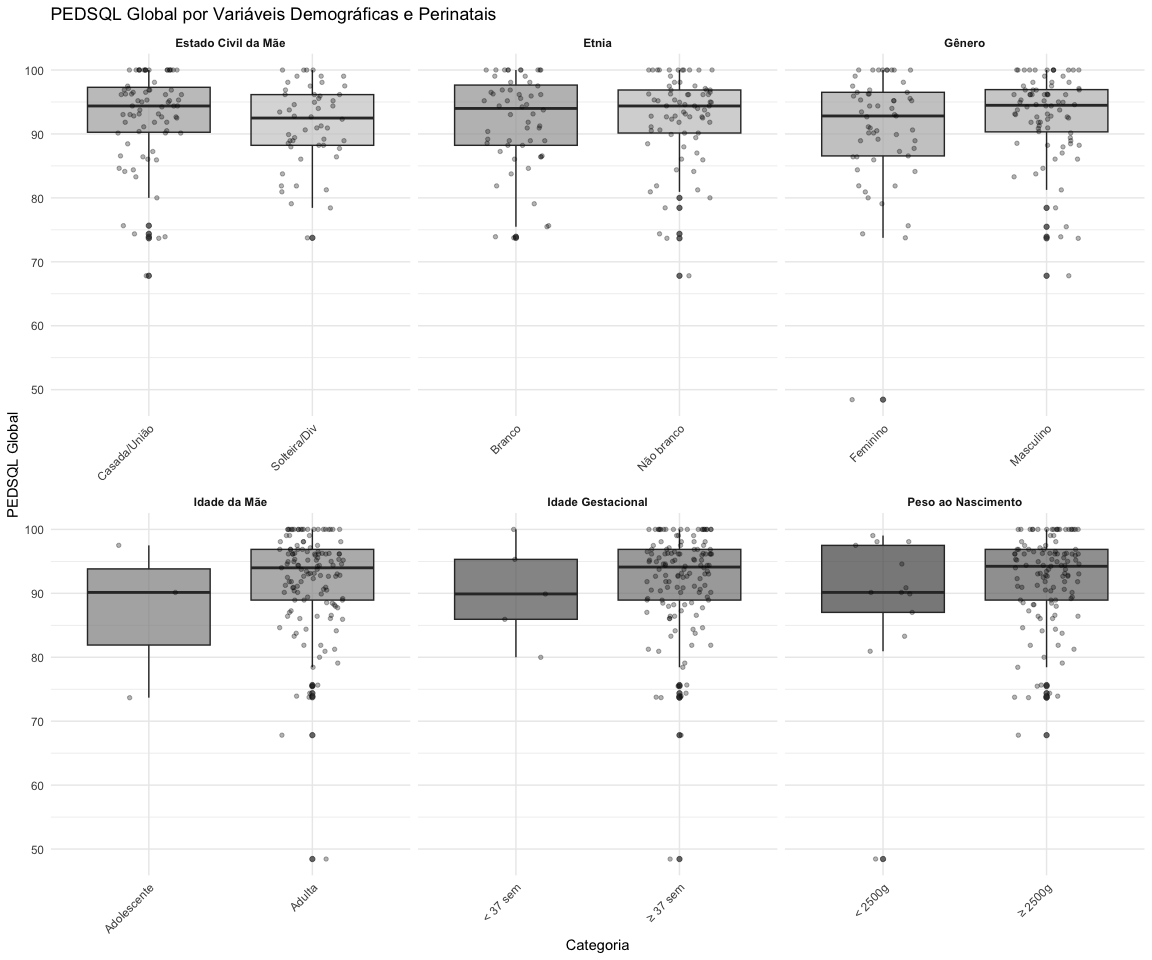 PEDSQL Global por Variáveis Demográficas e Perinatais
Estado Civil da Mãe
Etnia
Gênero
100
90
80
70
60
50
Casada/União
Solteira/Div
Branco
Não branco
Feminino
Masculino
PEDSQL Global
Idade da Mãe
Idade Gestacional
Peso ao Nascimento
100
90
80
70
60
50
Adolescente
Adulta
< 37 sem
≥ 37 sem
< 2500g
≥ 2500g
Categoria